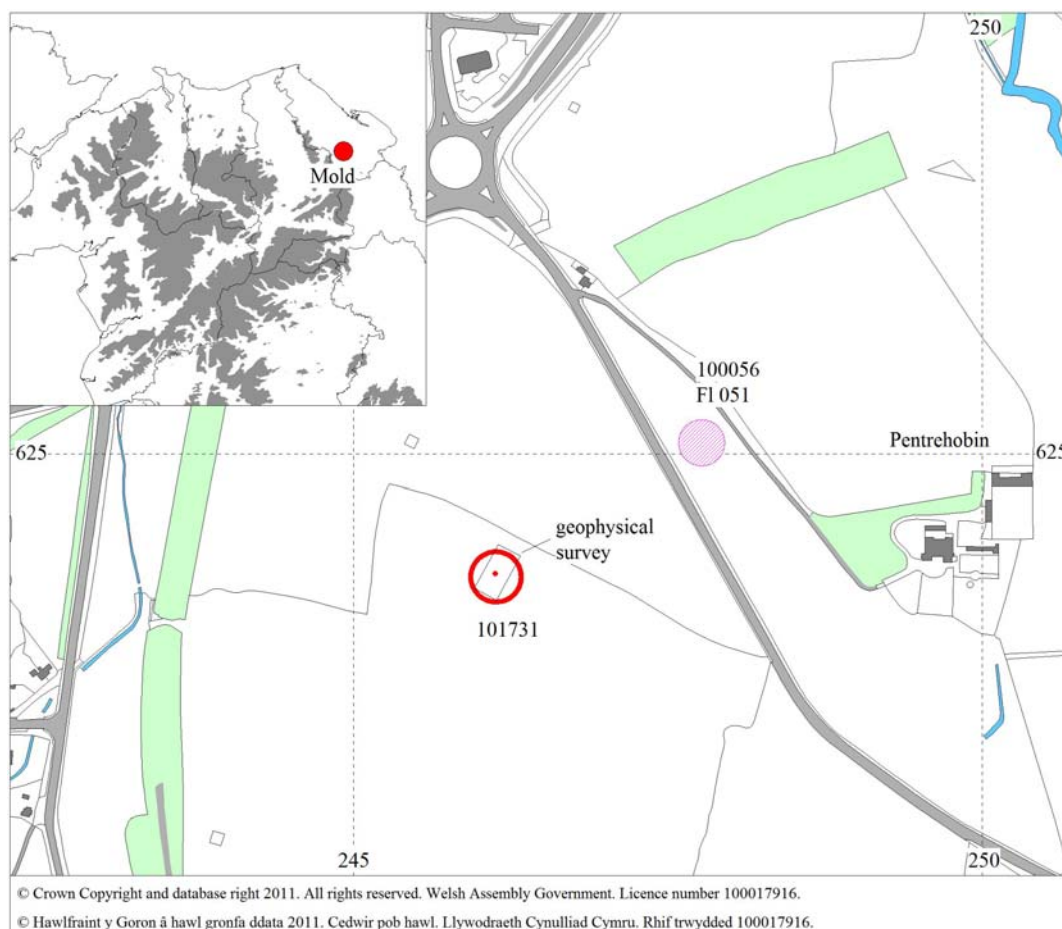 250
Mold
100056
Fl 051
Pentrehobin
625
625
geophysical
survey
101731
245
250
© Crown Copyright and database right 2011. All rights reserved. Welsh Assembly Government. Licence number 100017916.
© Hawlfraint y Goron â hawl gronfa ddata 2011. Cedwir pob hawl. Llywodraeth Cynulliad Cymru. Rhif trwydded 100017916.